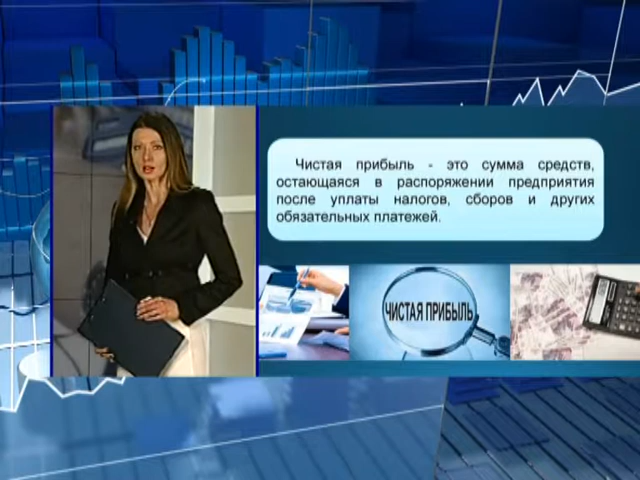 Чистая прибыль - это сумма средств,
остающаяся в распоряжении предприятия
после уплаты налогов, сборов и других
обязательных платежей.
ЧИСТАЯ ПРИБЫЛЬ